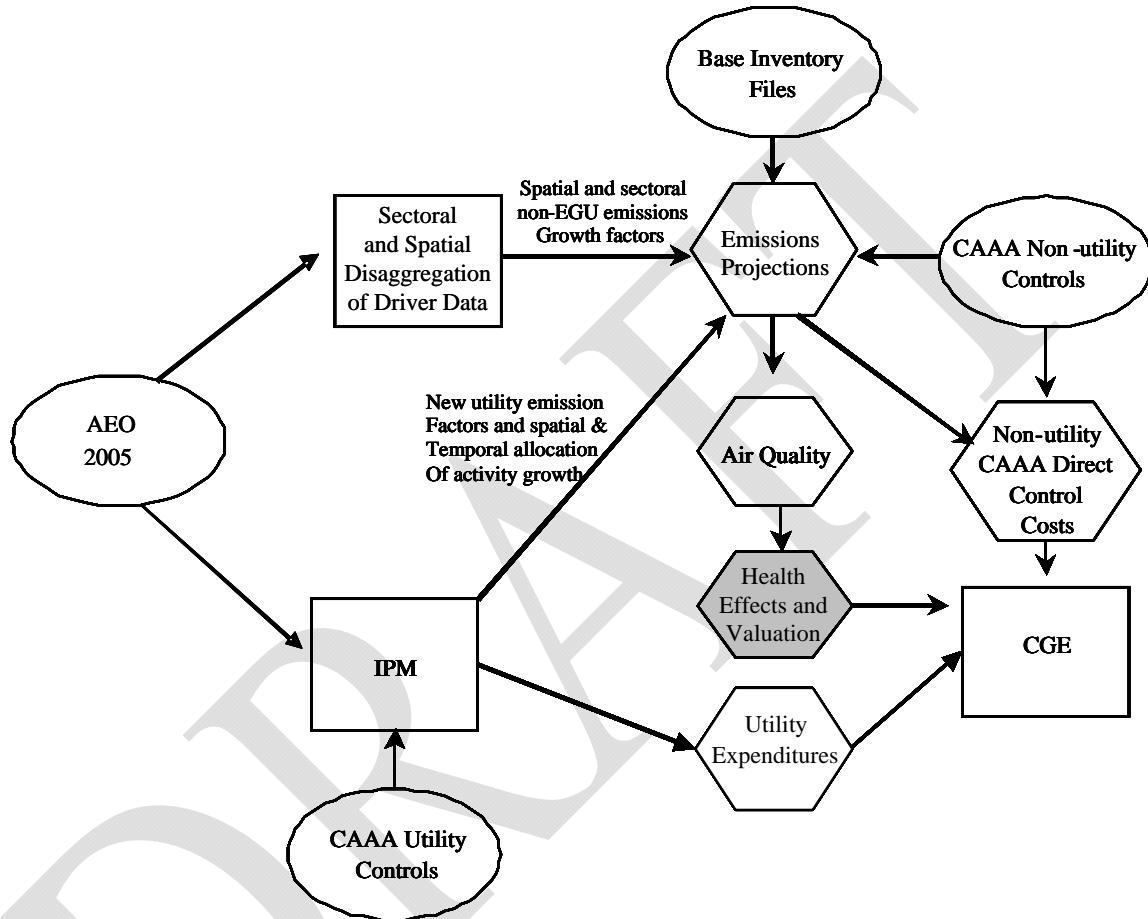 Base Inventory
Files
Spatial and sectoral
non-EGU emissions
Growth factors
Sectoral
and Spatial
Disaggregation
of Driver Data
Emissions
Projections
CAAA Non -utility
Controls
AEO
2005
New utility emission
Factors and spatial &
Temporal allocation
Of activity growth
Air Quality
Non-utility
CAAA Direct
Control
Costs
Health
Effects and
Valuation
IPM
CGE
Utility
Expenditures
CAAA Utility
Controls
DRAFT